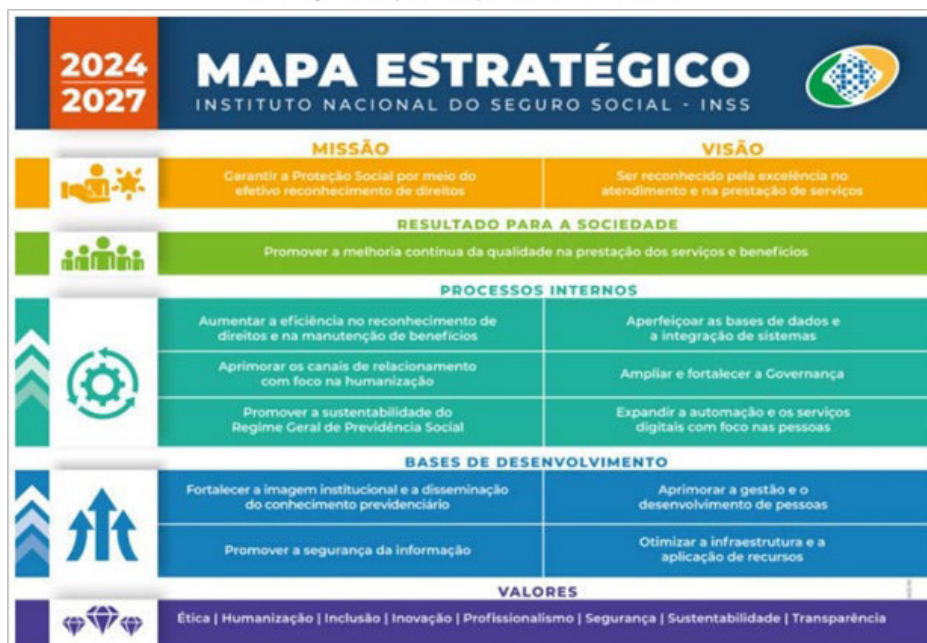 2024
2027
MAPA ESTRATÉGICO
INSTITUTO NACIONAL DO SEGURO SOCIAL - INSS
MISSÃO
Garantir a Proteção Social por meio do
efetivo reconhecimento de direitos
VISÃO
Ser reconhecido pela excelência no
atendimento e na prestação de serviços
RESULTADO PARA A SOCIEDADE
Promover a melhoria contínua da qualidade na prestação dos serviços e benefícios
PROCESSOS INTERNOS
Aumentar a eficiência no reconhecimento de
direitos e na manutenção de benefícios
Aperfeiçoar as bases de dados e
a integração de sistemas
Aprimorar os canais de relacionamento
com foco na humanização
Ampliar e fortalecer a Governança
Promover a sustentabilidade do
Regime Geral de Previdência Social
Expandir a automação e os serviços
digitais com foco nas pessoas
BASES DE DESENVOLVIMENTO
Fortalecer a imagem institucional e a disseminação
do conhecimento previdenciário
Aprimorar a gestão e o
desenvolvimento de pessoas
Promover a segurança da informação
Otimizar a infraestrutura e a
aplicação de recursos
VALORES
Ética | Humanização | Inclusão | Inovação | Profissionalismo | Segurança | Sustentabilidade | Transparência